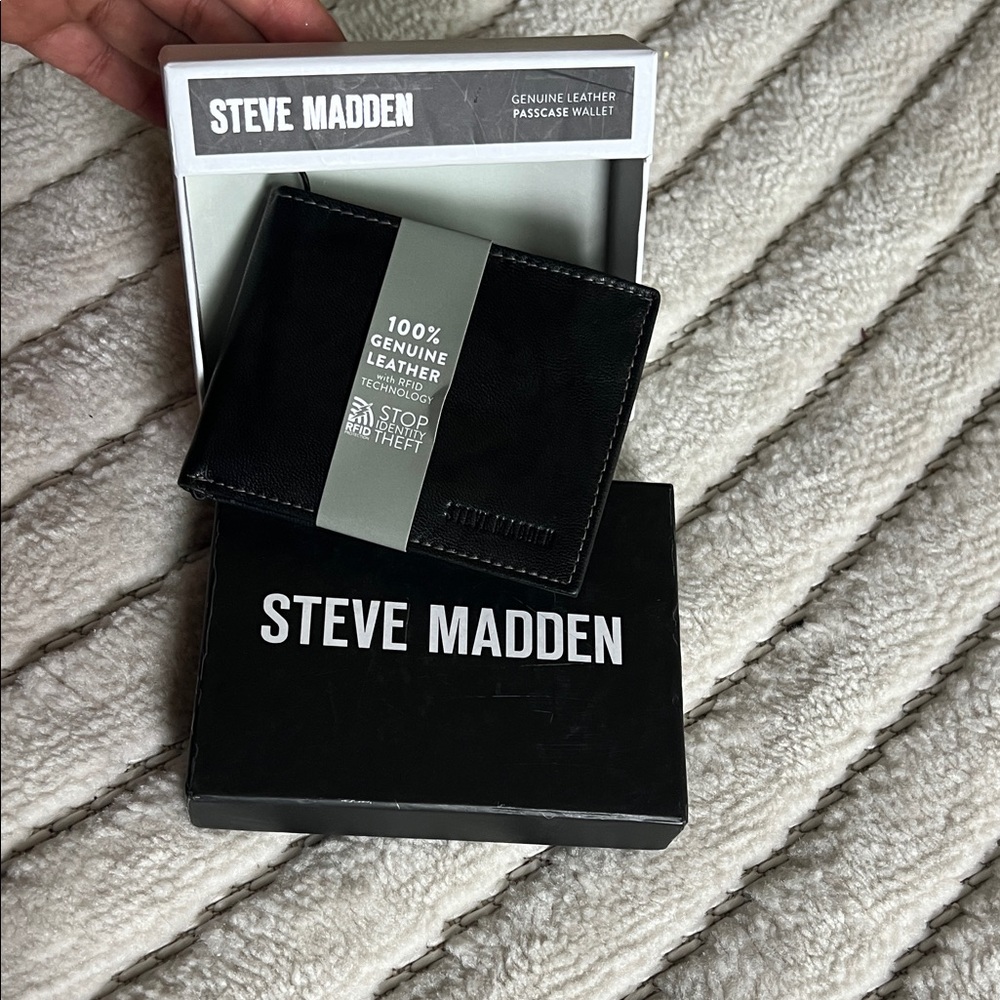 STEVE MADDEN
GENUINE LEATHER
PASSCASE WALLET
100%
GENUINE
LEATHER
with RFID
TECHNOLOGY
RFID
STOP
IDENTITY
THEFT
STEVE MADDEN
STEVE MADDEN